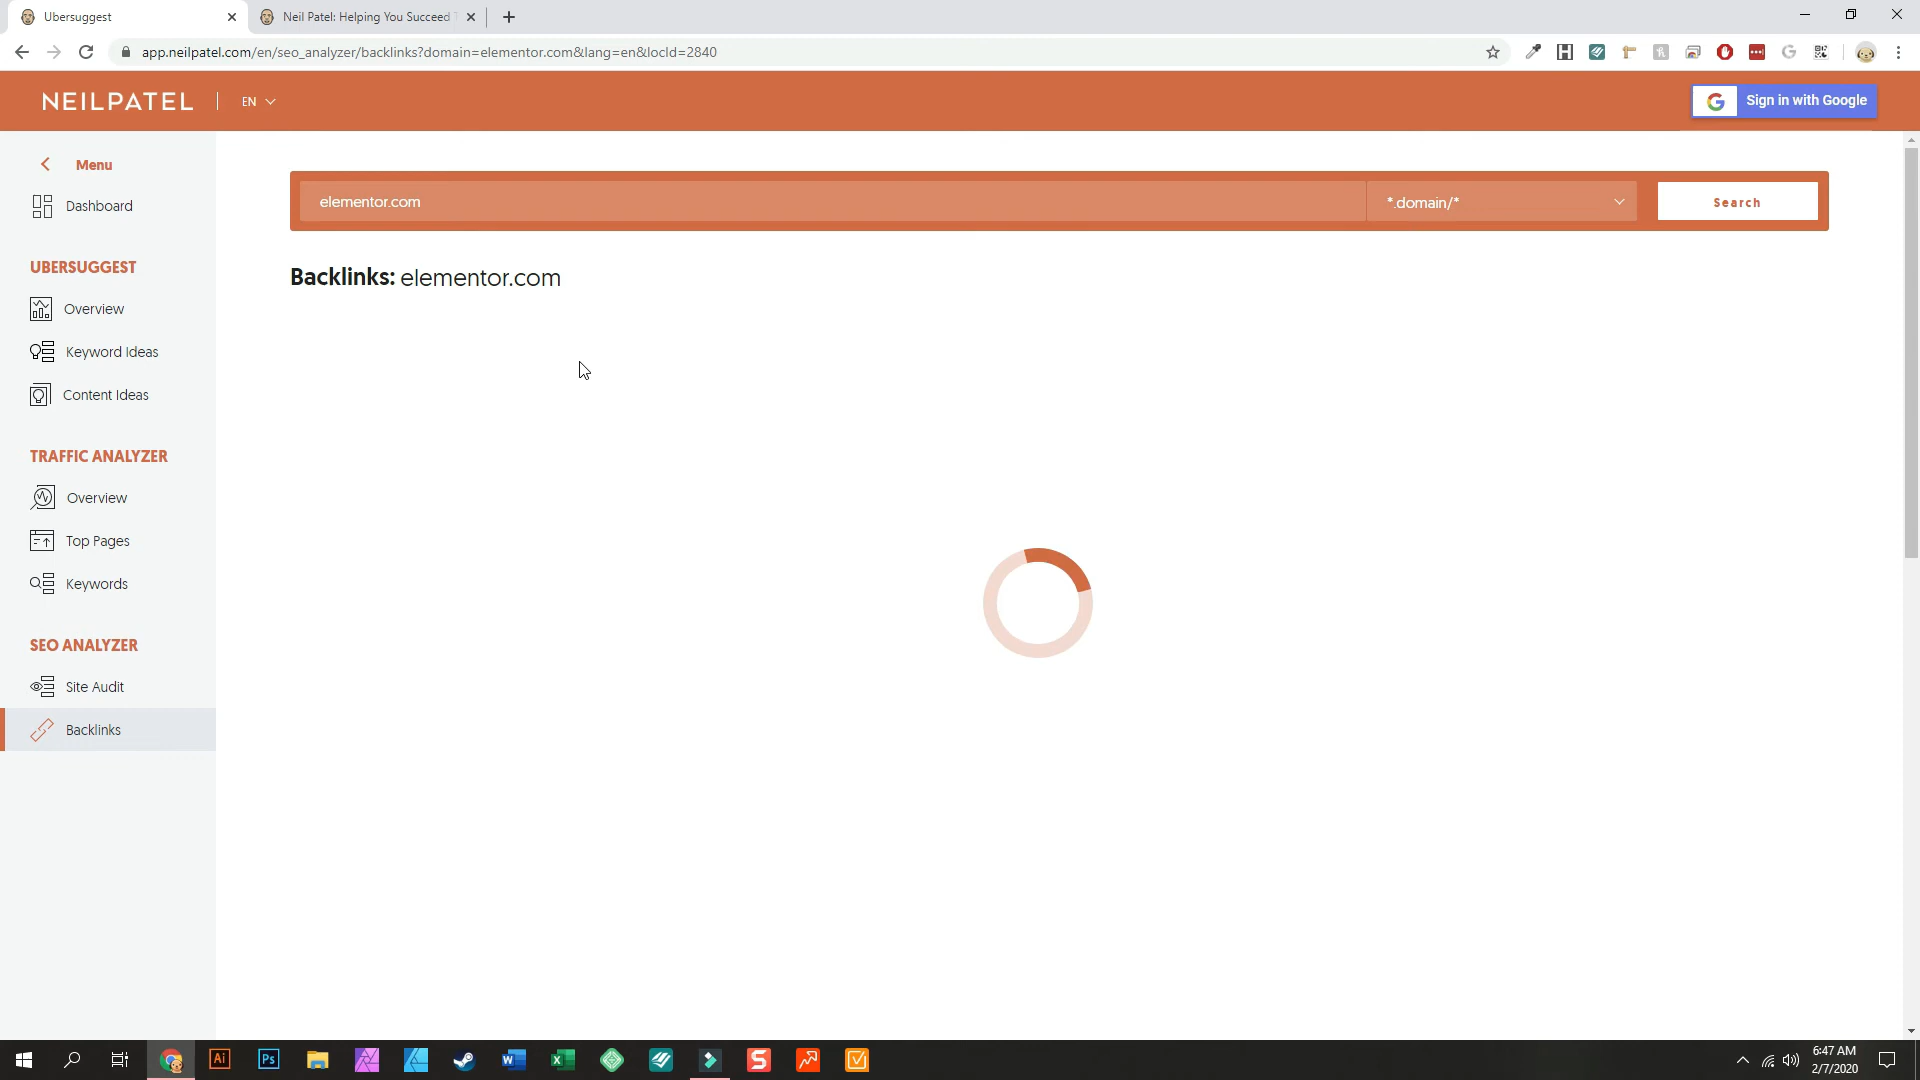 Ubersuggest
Neil Patel: Helping You Succeed
app.neilpatel.com/en/seo_analyzer/backlinks?domain=elementor.com&lang=en&locId=2840
NEILPATEL
EN
Sign in with Google
Menu
Dashboard
UBERSUGGEST
Overview
Keyword Ideas
Content Ideas
TRAFFIC ANALYZER
Overview
Top Pages
Keywords
SEO ANALYZER
Site Audit
Backlinks
elementor.com
*.domain/*
Search
Backlinks: elementor.com
Ai
Ps
6:47 AM
2/7/2020